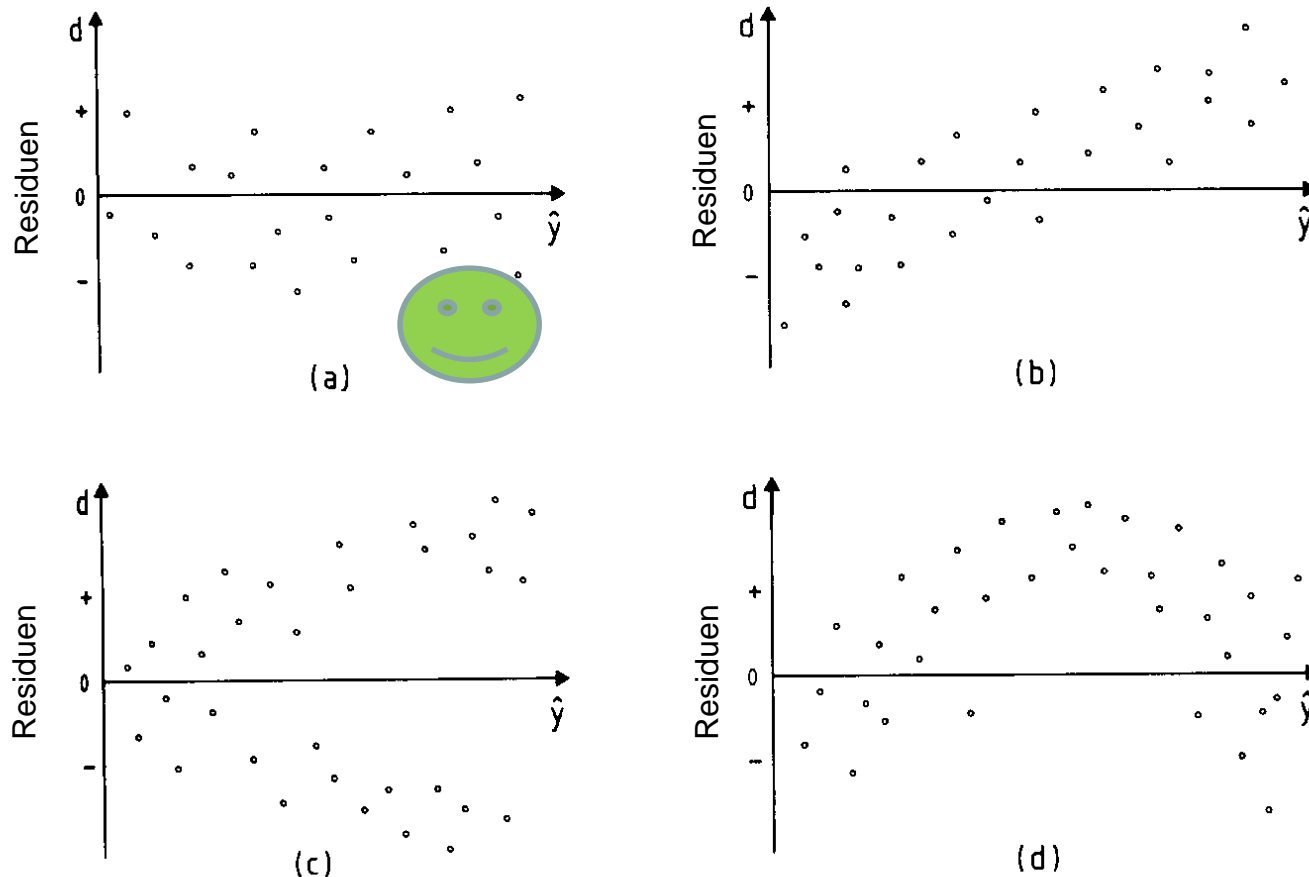 d
+
0
-
Residuen
ŷ
(a)
d
+
0
-
Residuen
ŷ
(b)
d
+
0
-
Residuen
ŷ
(c)
d
+
0
-
Residuen
ŷ
(d)